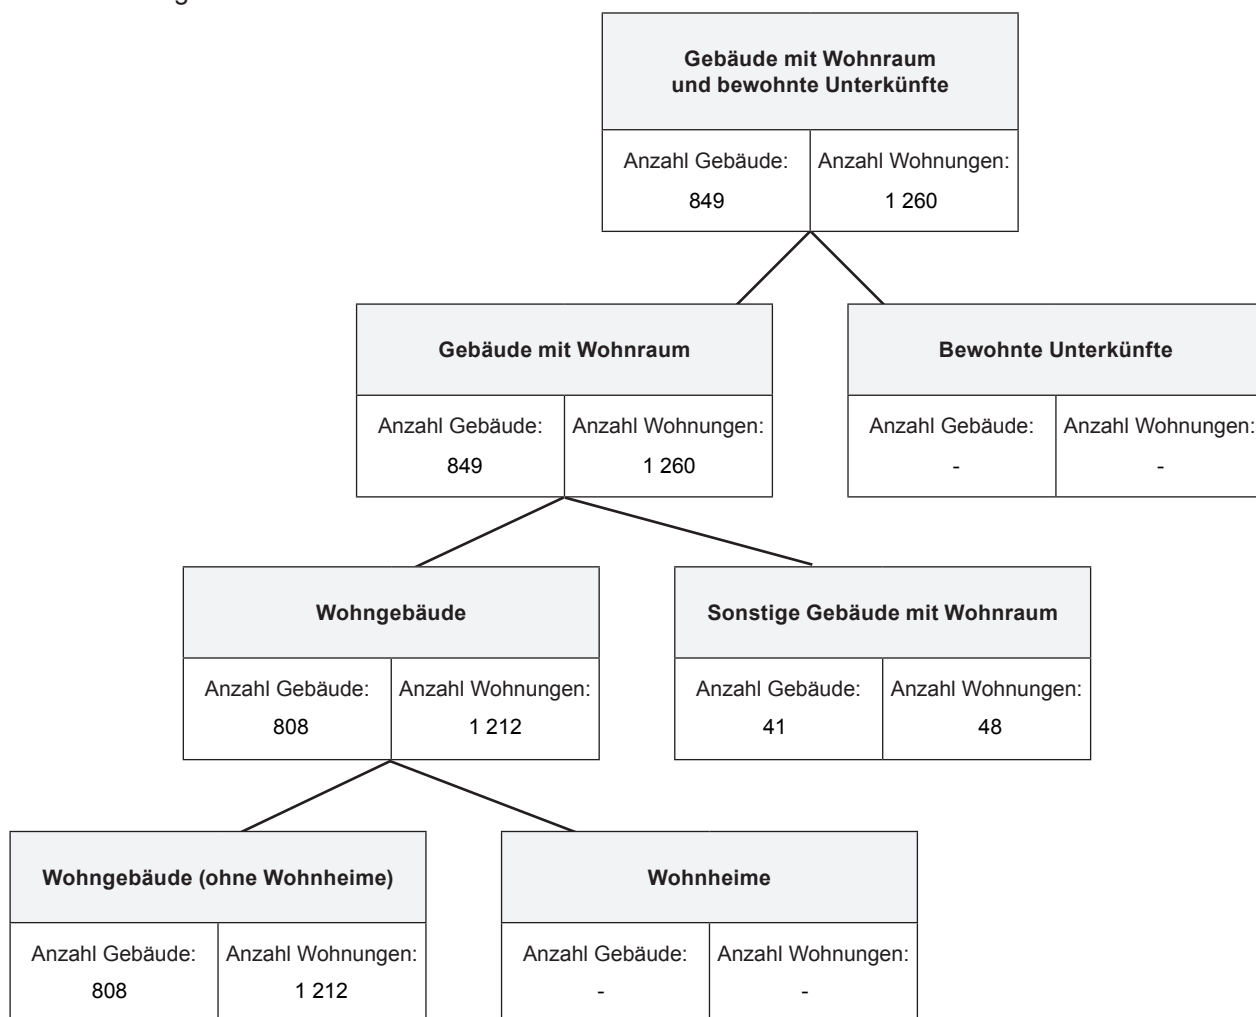 Gebäude mit Wohnraum
und bewohnte Unterkünfte
Anzahl Gebäude: Anzahl Wohnungen:
849 1 260
Gebäude mit Wohnraum
Anzahl Gebäude: Anzahl Wohnungen:
849 1 260
Bewohnte Unterkünfte
Anzahl Gebäude: Anzahl Wohnungen:
- -
Wohngebäude
Anzahl Gebäude: Anzahl Wohnungen:
808 1 212
Sonstige Gebäude mit Wohnraum
Anzahl Gebäude: Anzahl Wohnungen:
41 48
Wohngebäude (ohne Wohnheime)
Anzahl Gebäude: Anzahl Wohnungen:
808 1 212
Wohnheime
Anzahl Gebäude: Anzahl Wohnungen:
- -